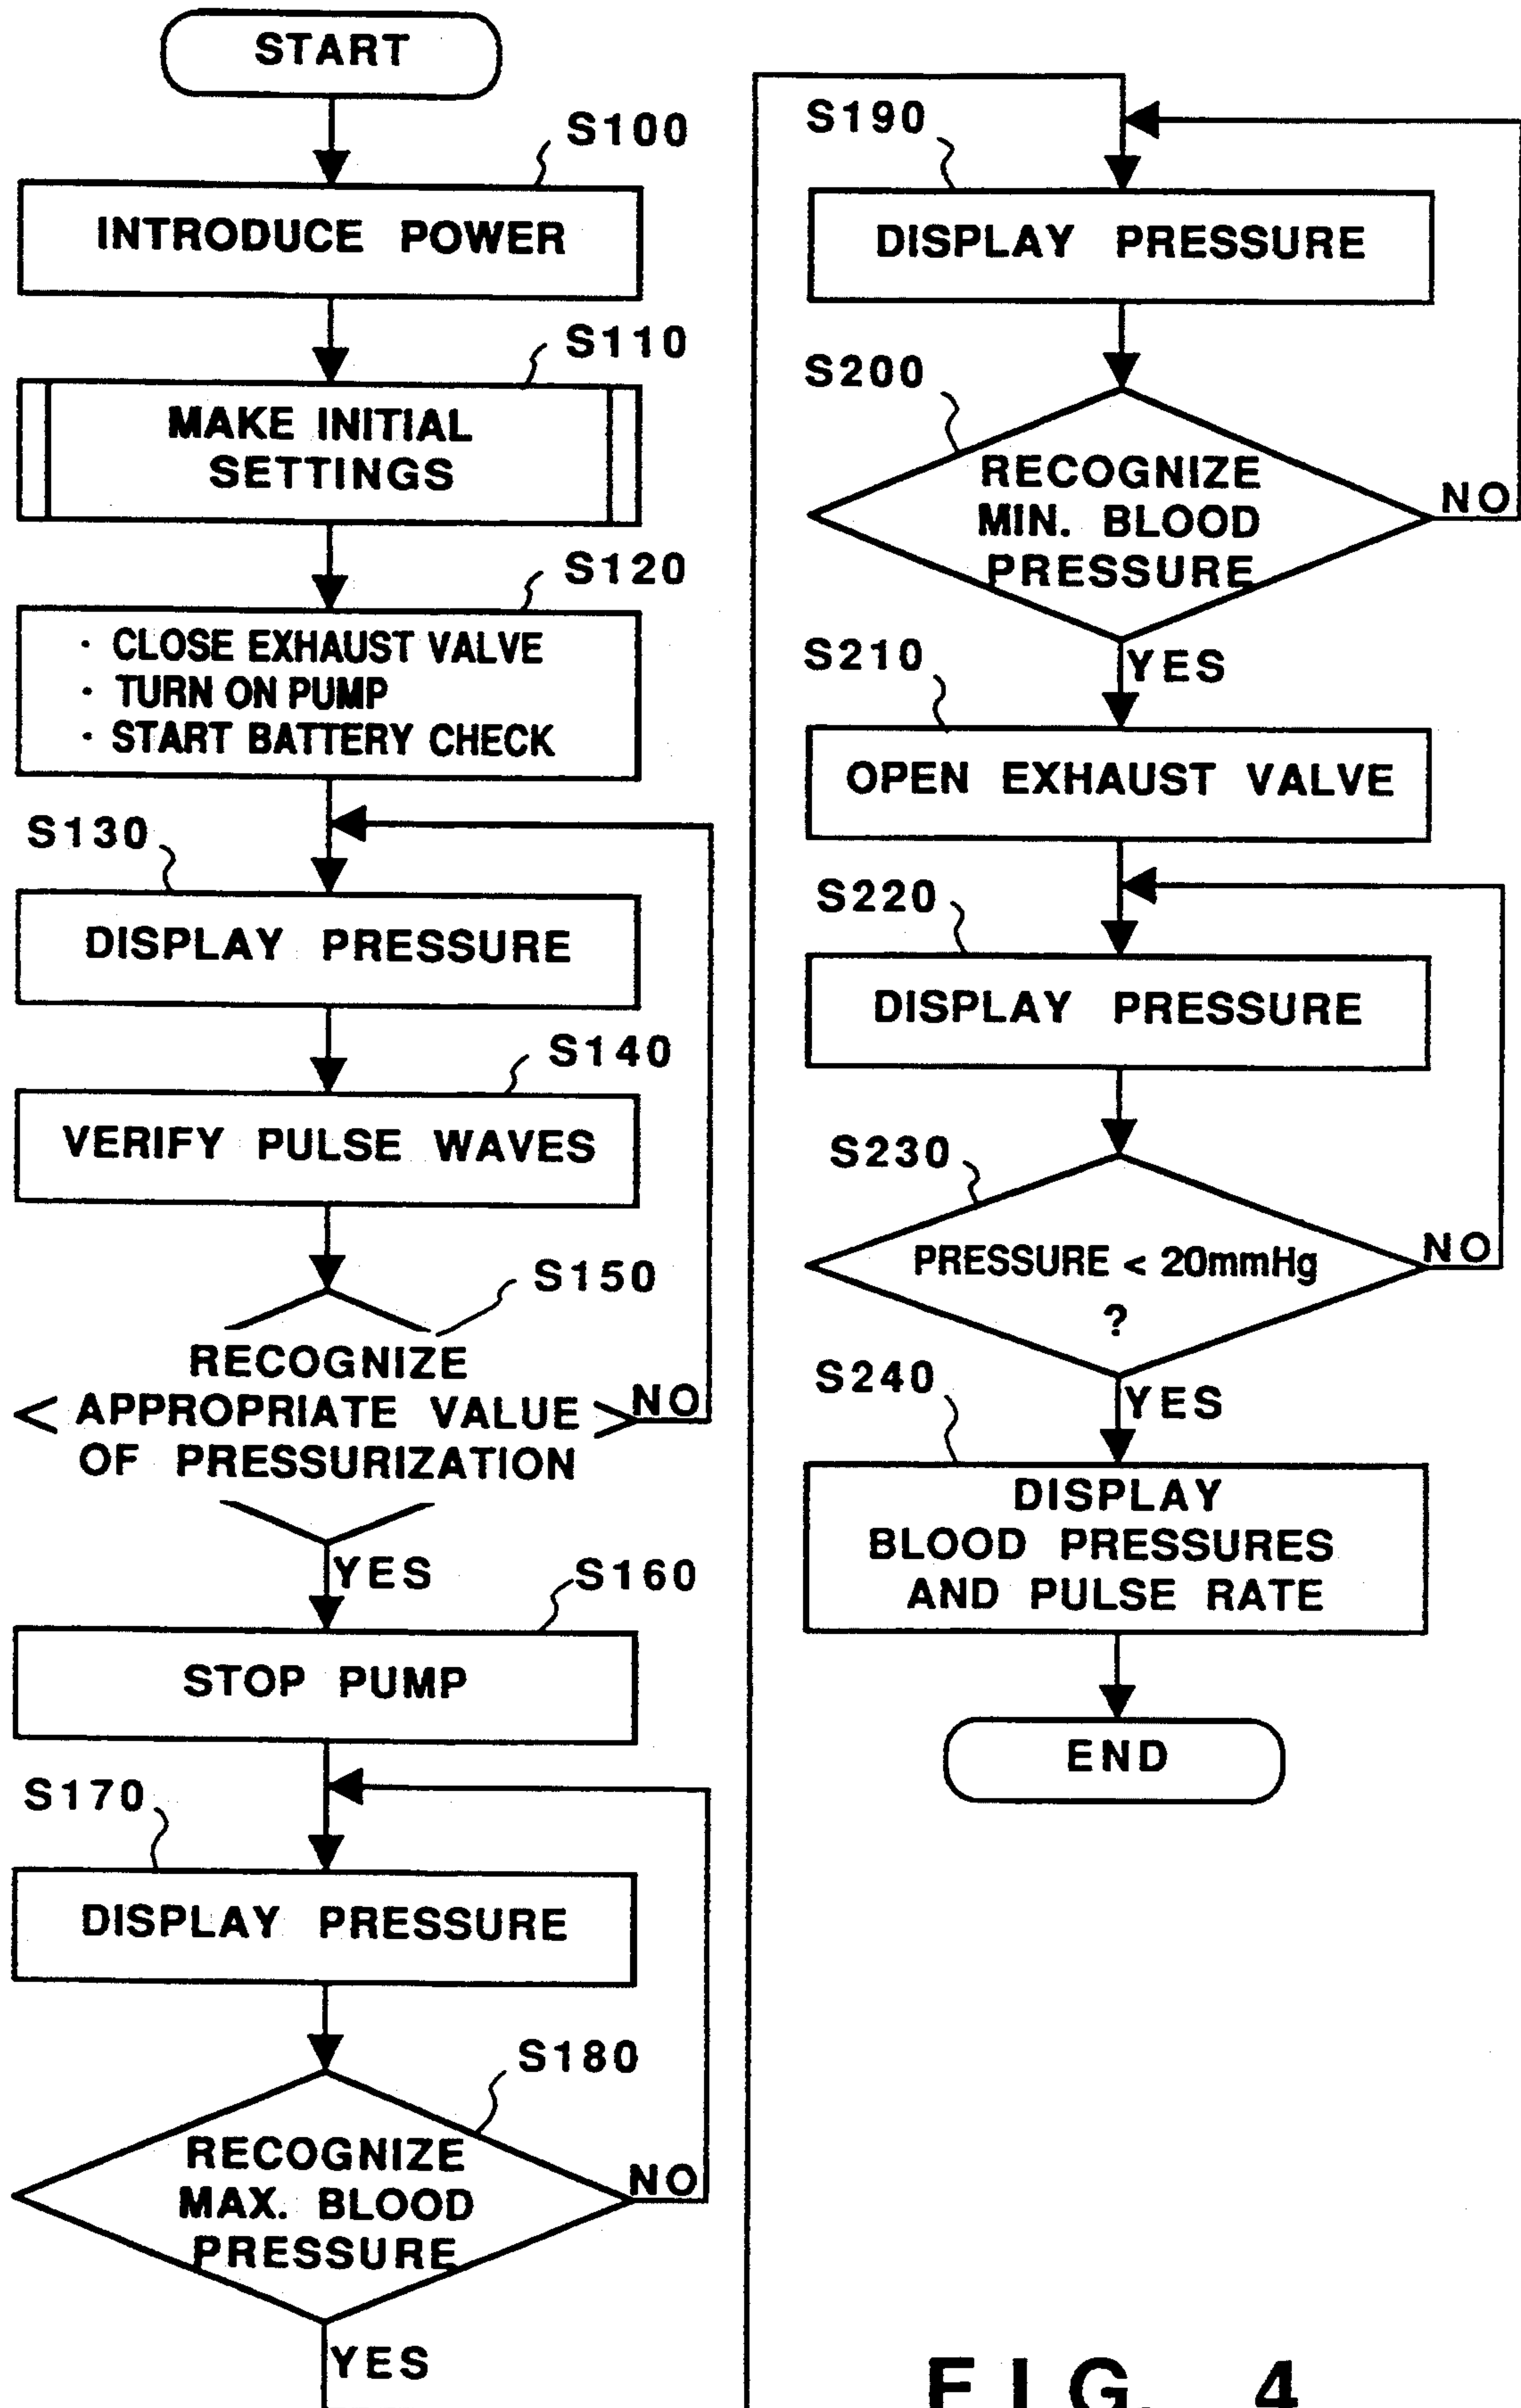 START
S100
INTRODUCE POWER
S110
MAKE INITIAL
SETTINGS
S120
· CLOSE EXHAUST VALVE
· TURN ON PUMP
· START BATTERY CHECK
S130
DISPLAY PRESSURE
S140
VERIFY PULSE WAVES
S150
RECOGNIZE
APPROPRIATE VALUE
OF PRESSURIZATION
NO
YES
S160
STOP PUMP
S170
DISPLAY PRESSURE
S180
RECOGNIZE
MAX. BLOOD
PRESSURE
NO
YES
S190
DISPLAY PRESSURE
S200
RECOGNIZE
MIN. BLOOD
PRESSURE
NO
YES
S210
OPEN EXHAUST VALVE
S220
DISPLAY PRESSURE
S230
PRESSURE < 20mmHg
?
NO
YES
S240
DISPLAY
BLOOD PRESSURES
AND PULSE RATE
END
FIG. 4